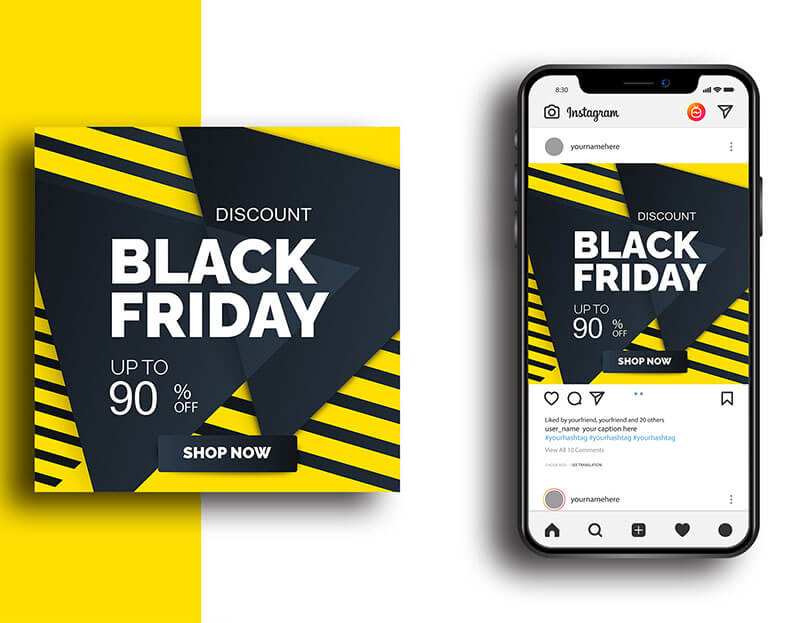 DISCOUNT
BLACK
FRIDAY
UP TO
90 % OFF
SHOP NOW
8:30
Instagram
yournamehere
DISCOUNT
BLACK
FRIDAY
UP TO
90 % OFF
SHOP NOW
Liked by yourfriend, yourfriend and 20 others
user_name your caption here
#yourhashtag #yourhashtag #yourhashtag
View All 10 Comments
SEE TRANSLATION
yournamehere